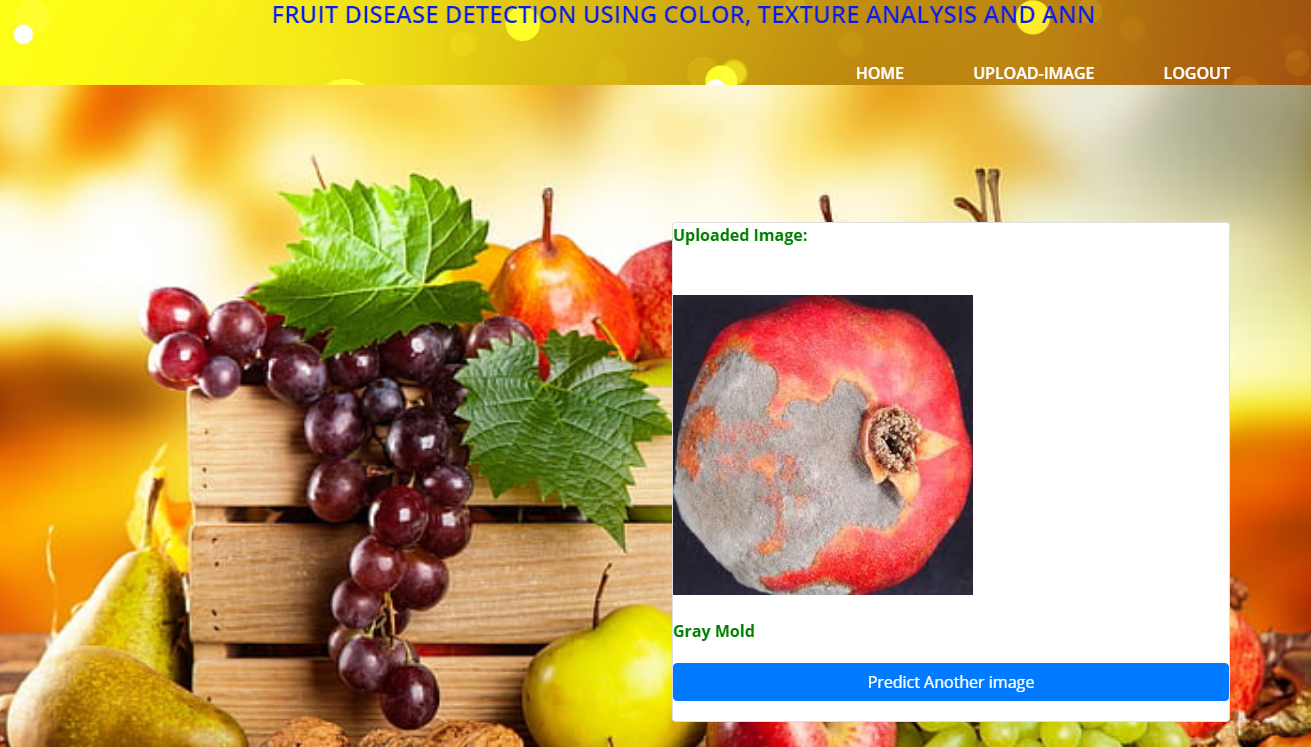 FRUIT DISEASE DETECTION USING COLOR, TEXTURE ANALYSIS AND ANN
HOME UPLOAD-IMAGE LOGOUT
Uploaded Image:
Gray Mold
Predict Another image